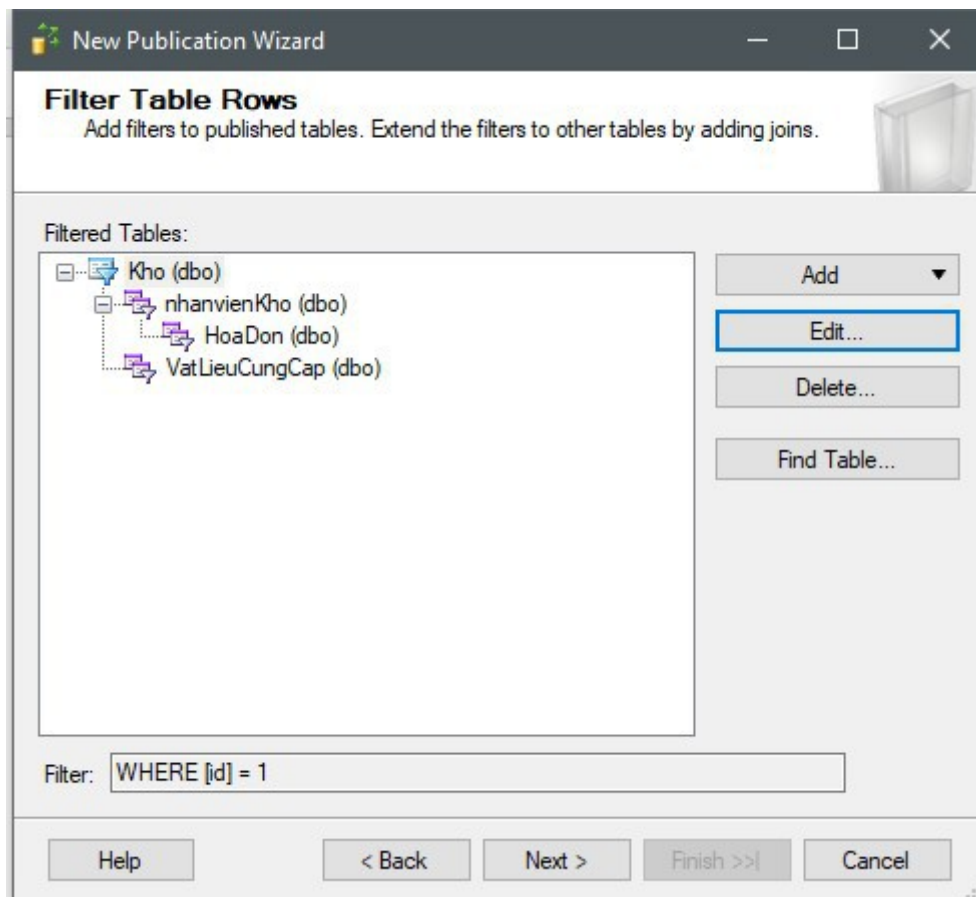 New Publication Wizard
Filter Table Rows
Add filters to published tables. Extend the filters to other tables by adding joins.
Filtered Tables:
Kho (dbo)
nhanvienKho (dbo)
HoaDon (dbo)
VatLieuCungCap (dbo)
Add
Edit...
Delete...
Find Table...
Filter: WHERE [id] = 1
Help < Back Next > Finish >>| Cancel